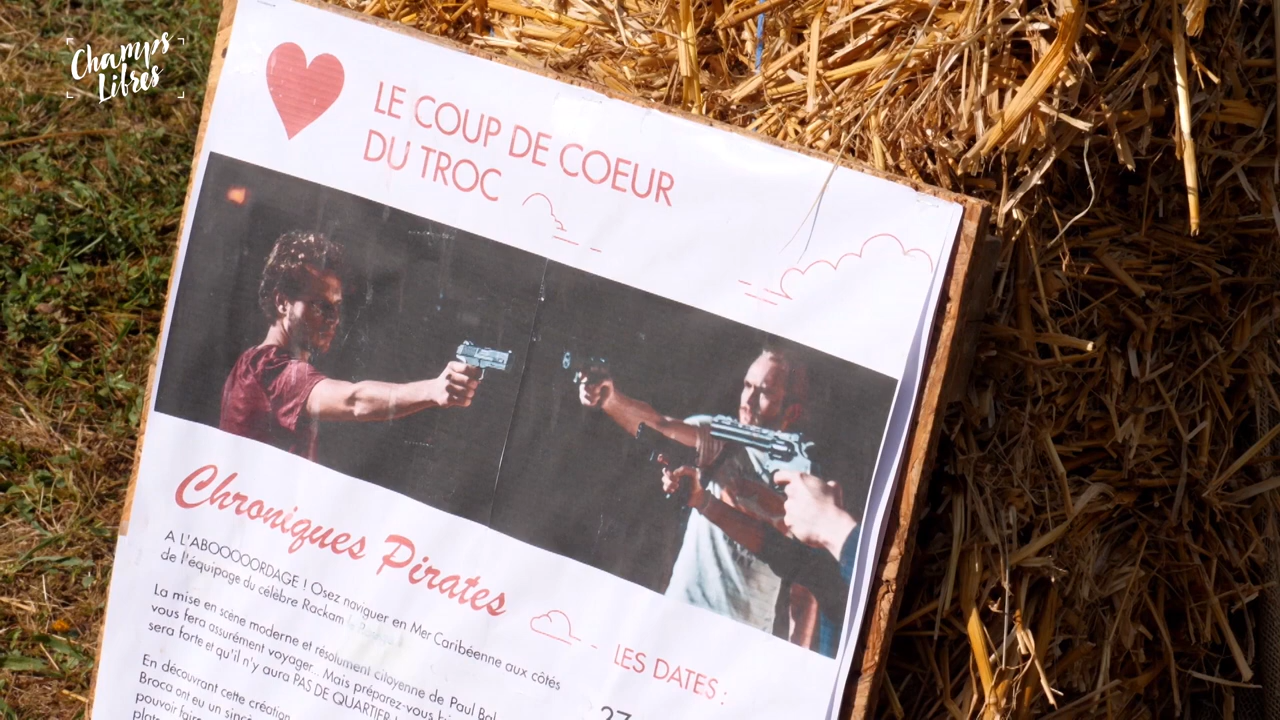 Champs
Libres
LE COUP DE COEUR
DU TROC
Chroniques Pirates
A L'ABOOOOORDAGE ! Osez naviguer en Mer Caribéenne aux côtés
de l'équipage du célèbre Rackam
La mise en scène moderne et résolument citoyenne de Paul
vous fera assurément voyager... Mais préparez-vous
sera forte et qu'il n'y aura PAS DE QUARTIER !
En découvrant cette création
Broca ont eu un
pouvoir
LES DATES :
27